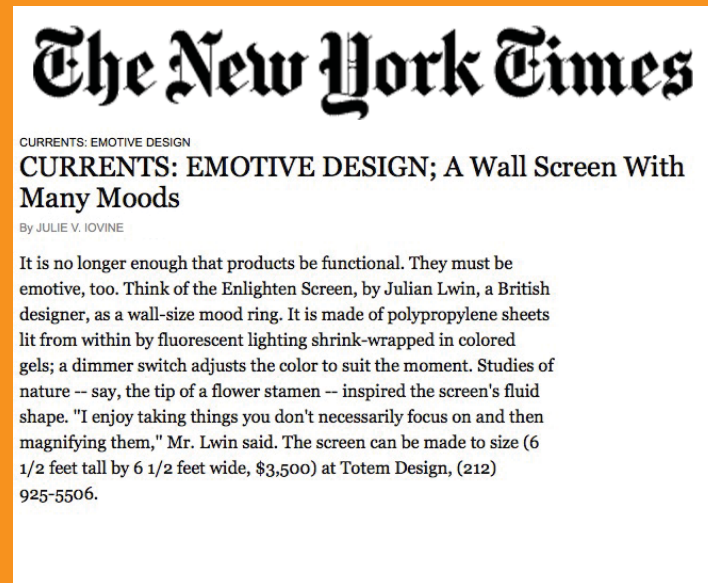 The New York Times
CURRENTS: EMOTIVE DESIGN
CURRENTS: EMOTIVE DESIGN; A Wall Screen With
Many Moods
By JULIE V. IOVINE
It is no longer enough that products be functional. They must be
emotive, too. Think of the Enlighten Screen, by Julian Lwin, a British
designer, as a wall-size mood ring. It is made of polypropylene sheets
lit from within by fluorescent lighting shrink-wrapped in colored
gels; a dimmer switch adjusts the color to suit the moment. Studies of
nature -- say, the tip of a flower stamen -- inspired the screen's fluid
shape. "I enjoy taking things you don't necessarily focus on and then
magnifying them," Mr. Lwin said. The screen can be made to size (6
1/2 feet tall by 6 1/2 feet wide, $3,500) at Totem Design, (212)
925-5506.